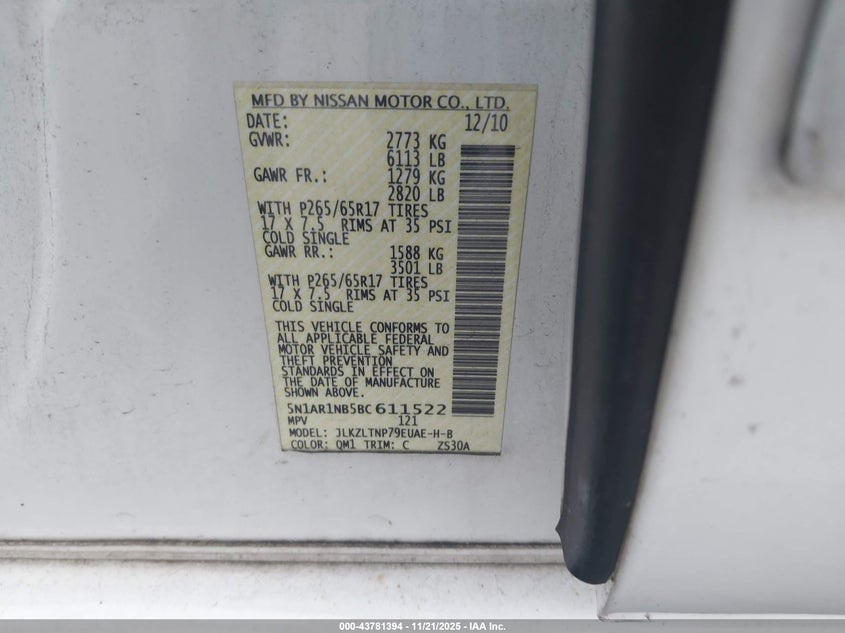 MFD BY NISSAN MOTOR CO., LTD.
DATE: 12/10
GVWR: 2773 KG
6113 LB
GAWR FR.: 1279 KG
2820 LB
WITH P265/65R17 TIRES
17 X 7.5 RIMS AT 35 PSI
COLD SINGLE
GAWR RR.: 1588 KG
3501 LB
WITH P265/65R17 TIRES
17 X 7.5 RIMS AT 35 PSI
COLD SINGLE
THIS VEHICLE CONFORMS TO
ALL APPLICABLE FEDERAL
MOTOR VEHICLE SAFETY AND
THEFT PREVENTION
STANDARDS IN EFFECT ON
THE DATE OF MANUFACTURE
SHOWN ABOVE.
5N1AR1NB5BC611522
MPV 121
MODEL: JLKZLTNP79EUAE-H-B
COLOR: QM1 TRIM: C ZS30A
000-43781394 - 11/21/2025 - IAA Inc.